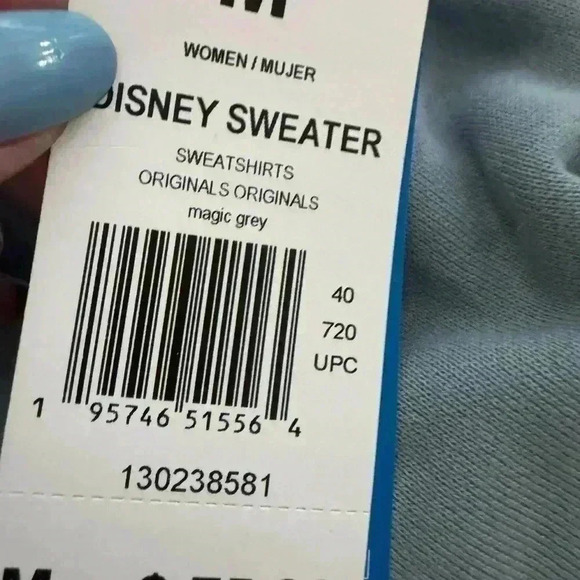 M
WOMEN / MUJER
DISNEY SWEATER
SWEATSHIRTS
ORIGINALS ORIGINALS
magic grey
40
720
UPC
1 95746 51556 4
130238581
M